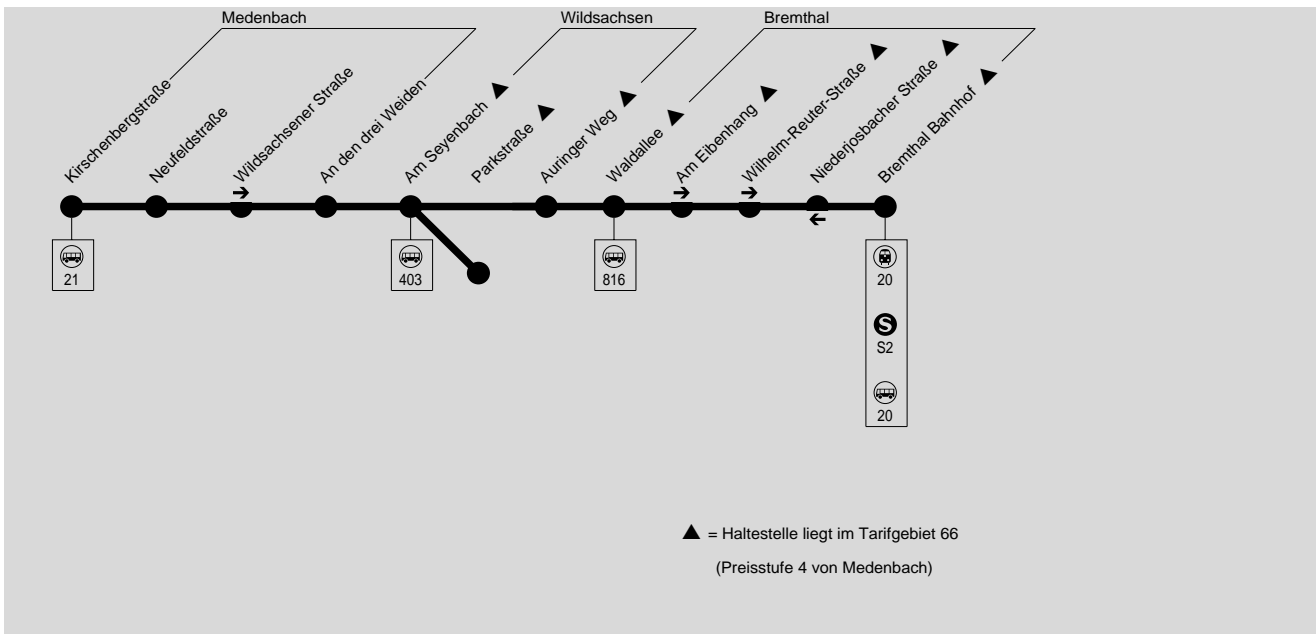 Medenbach
Wildsachsen
Bremthal
Kirschenbergstraße
Neufeldstraße
Wildsachsener Straße
An den drei Weiden
Am Seyenbach
Parkstraße
Auringer Weg
Waldallee
Am Eibenhang
Wilhelm-Reuter-Straße
Niederjosbacher Straße
Bremthal Bahnhof
21
403
816
20
S
S2
20
= Haltestelle liegt im Tarifgebiet 66
(Preisstufe 4 von Medenbach)